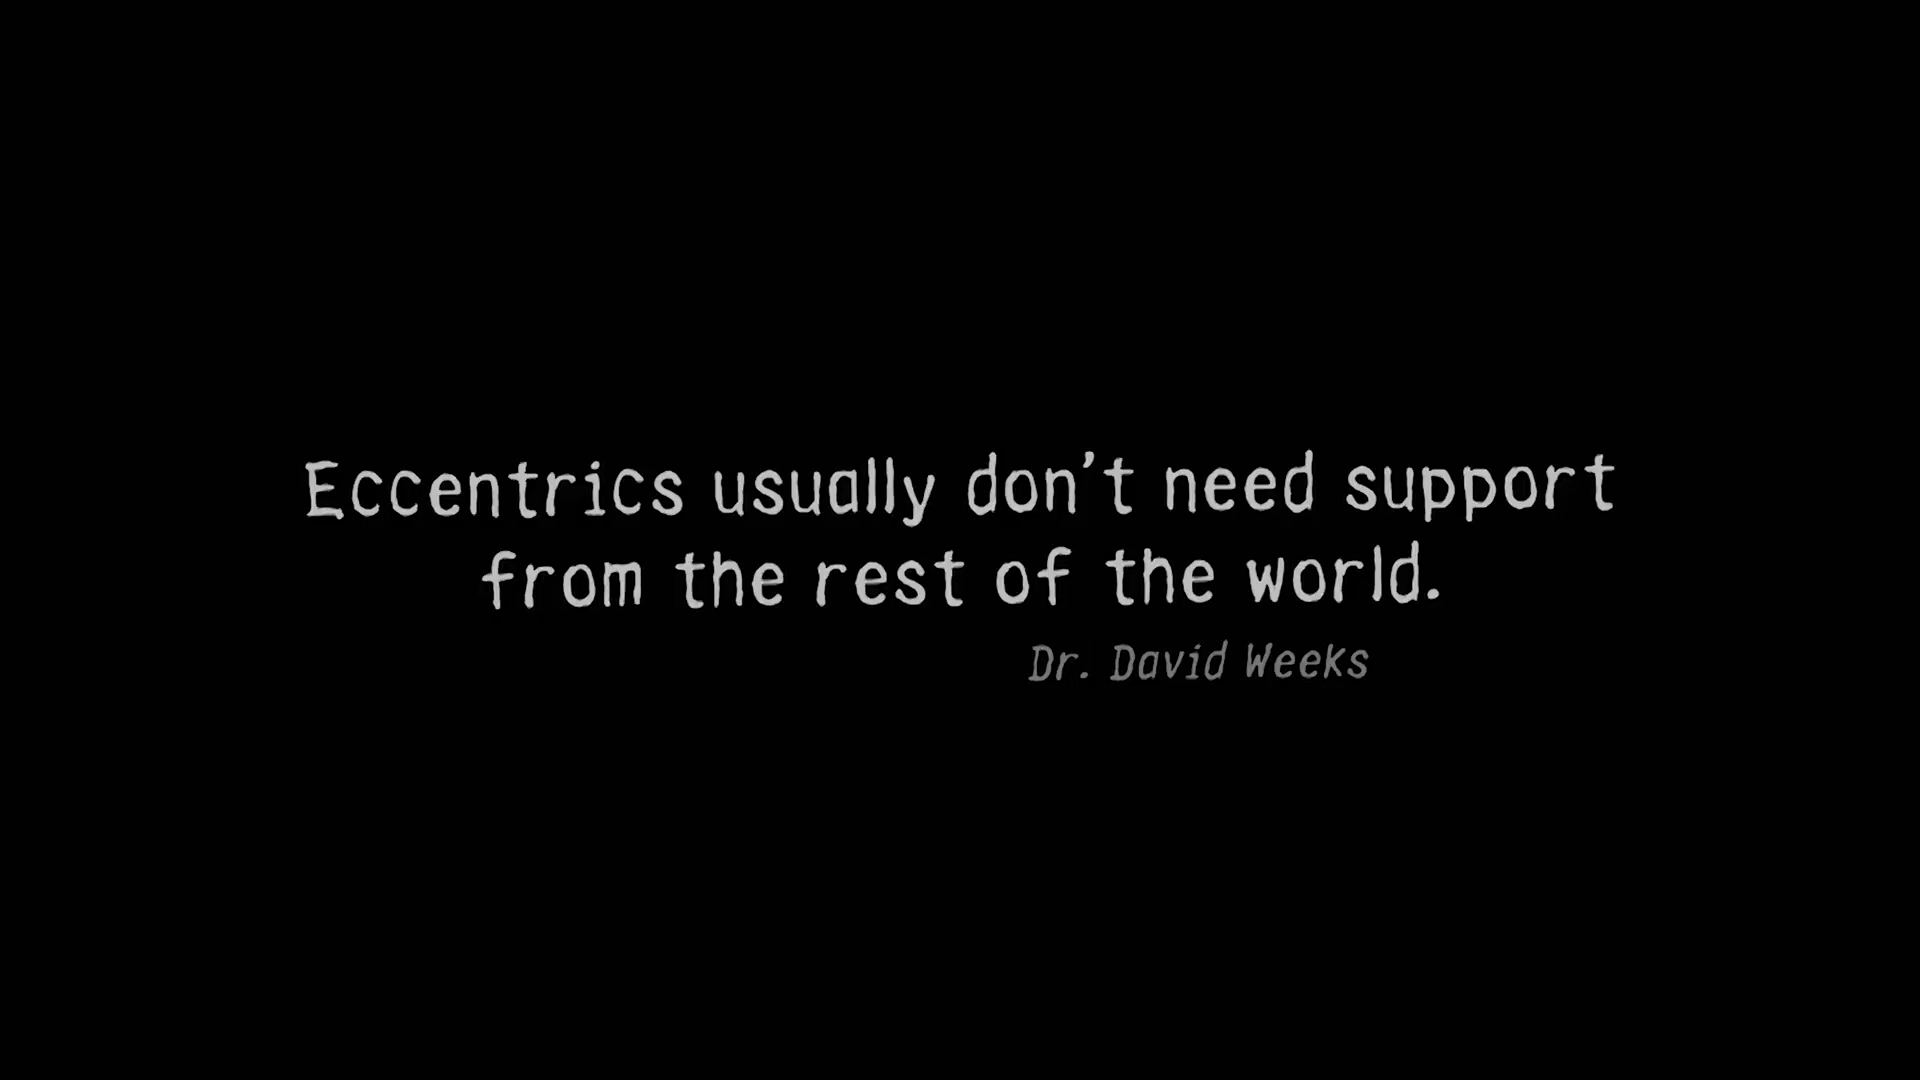 Eccentrics usually don't need support
from the rest of the world.
Dr. David Weeks